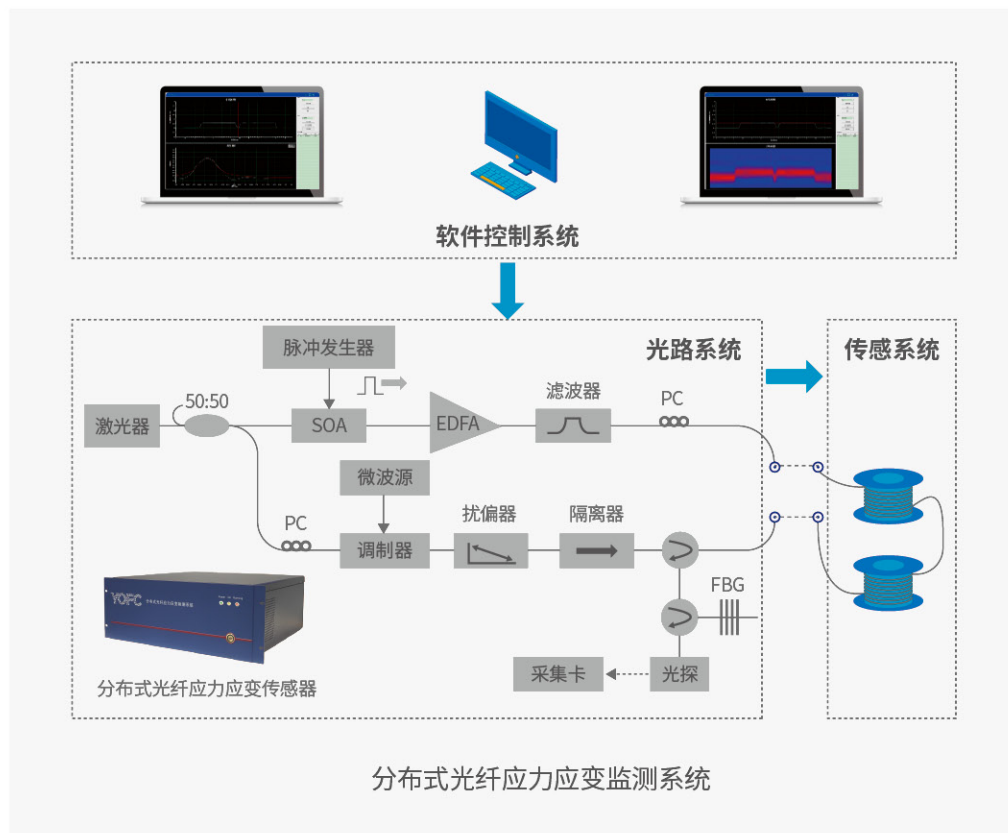 软件控制系统
脉冲发生器
光路系统
传感系统
50:50
滤波器
PC
激光器
SOA
EDFA
微波源
扰偏器
隔离器
PC
调制器
FBG
YOFC
分布式光纤应力应变传感器
采集卡
光探
分布式光纤应力应变监测系统